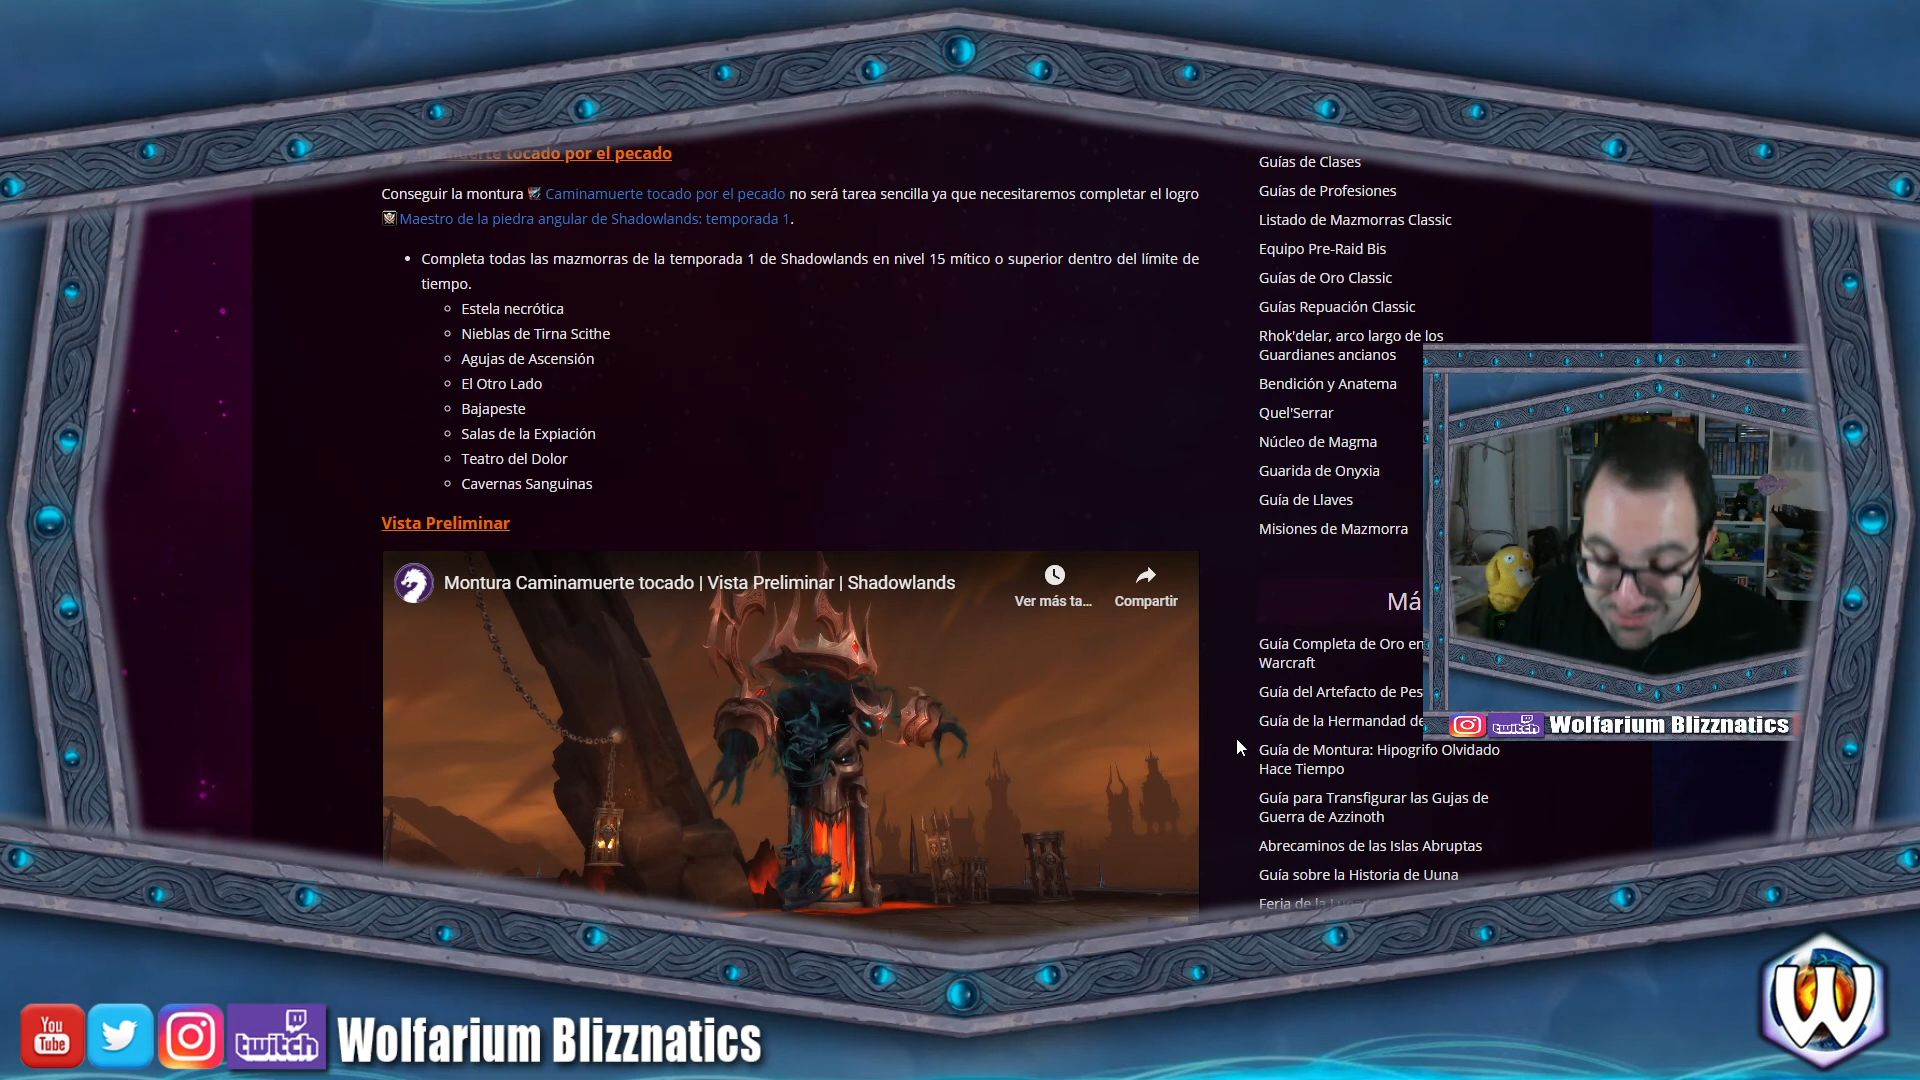 muerte tocado por el pecado
Conseguir la montura Caminamuerte tocado por el pecado no será tarea sencilla ya que necesitaremos completar el logro
Maestro de la piedra angular de Shadowlands: temporada 1.
• Completa todas las mazmorras de la temporada 1 de Shadowlands en nivel 15 mítico o superior dentro del límite de
tiempo.
Estela necrótica
Nieblas de Tirna Scithe
Agujas de Ascensión
El Otro Lado
Bajapeste
Salas de la Expiación
Teatro del Dolor
Cavernas Sanguinas
Vista Preliminar
Montura Caminamuerte tocado | Vista Preliminar | Shadowlands
Ver más ta...
Compartir
Guías de Clases
Guías de Profesiones
Listado de Mazmorras Classic
Equipo Pre-Raid Bis
Guías de Oro Classic
Guías Repuación Classic
Rhok'delar, arco largo de los
Guardianes ancianos
Bendición y Anatema
Quel'Serrar
Núcleo de Magma
Guarida de Onyxia
Guía de Llaves
Misiones de Mazmorra
Má
Guía Completa de Oro en
Warcraft
Guía del Artefacto de Pes
Guía de la Hermandad de
Guía de Montura: Hipogrifo Olvidado
Hace Tiempo
Guía para Transfigurar las Gujas de
Guerra de Azzinoth
Abrecaminos de las Islas Abruptas
Guía sobre la Historia de Uuna
Feria de la
twitch Wolfarium Blizznatics
You
Tube
twitch
Wolfarium Blizznatics
W